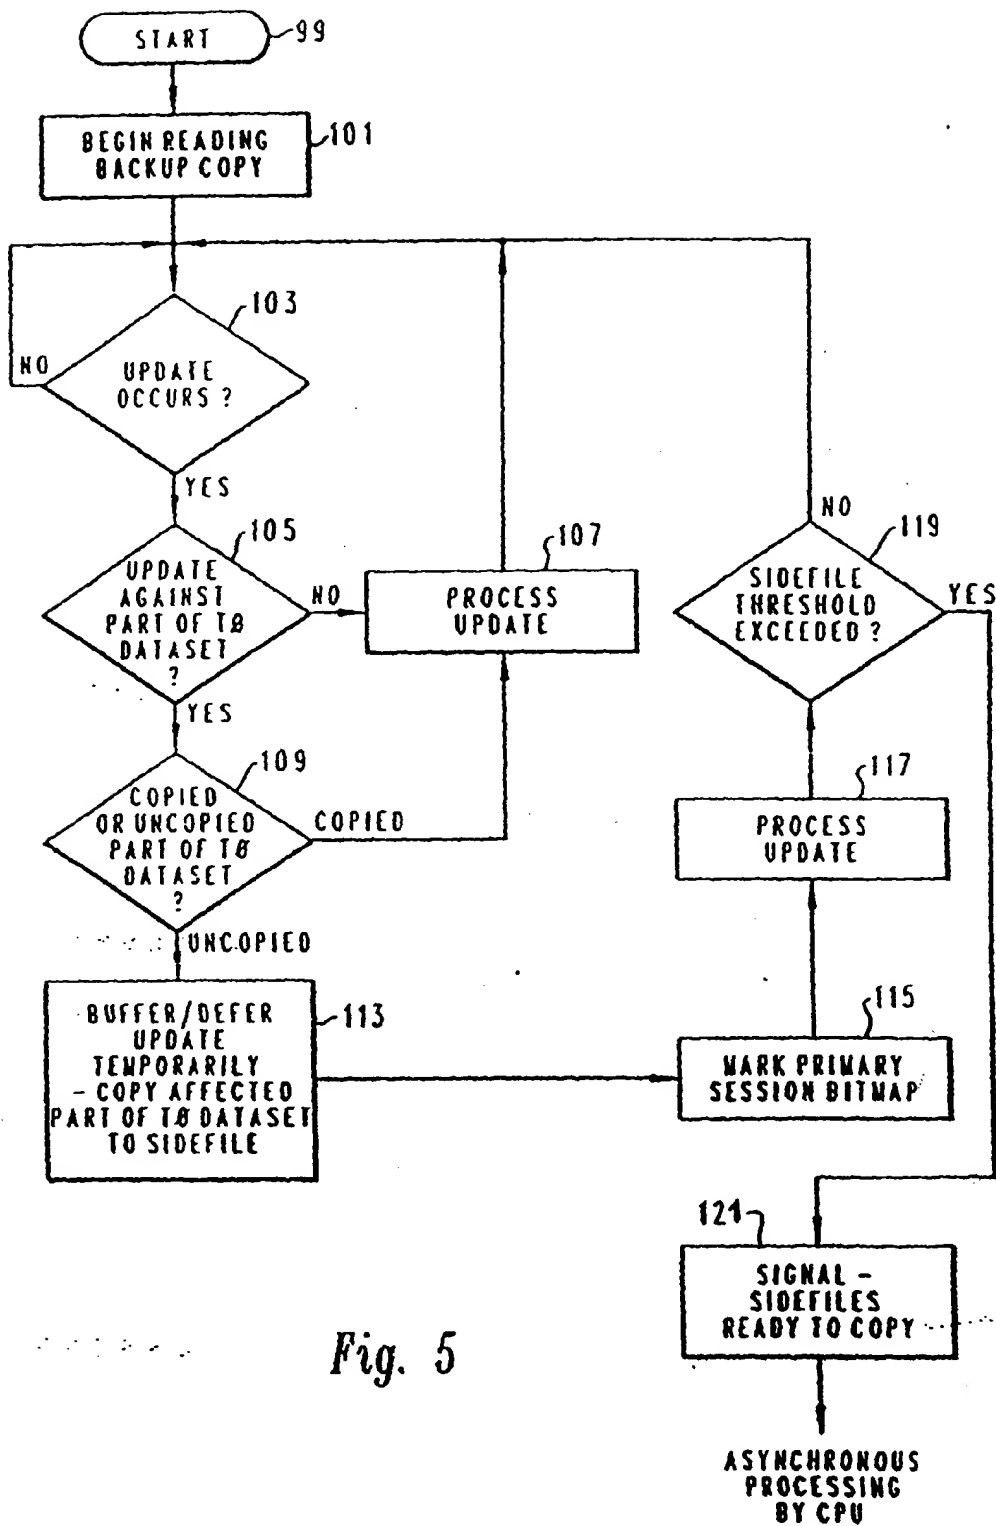 START
99
BEGIN READING
BACKUP COPY
101
103
NO
UPDATE
OCCURS ?
YES
105
UPDATE
AGAINST
PART OF T0
DATASET
?
NO
107
PROCESS
UPDATE
YES
109
COPIED
OR UNCOPIED
PART OF T0
DATASET
?
COPIED
UNCOPIED
BUFFER/DEFER
UPDATE
TEMPORARILY
- COPY AFFECTED
PART OF T0 DATASET
TO SIDEFILE
113
115
MARK PRIMARY
SESSION BITMAP
117
PROCESS
UPDATE
NO
119
SIDEFILE
THRESHOLD
EXCEEDED ?
YES
121
SIGNAL -
SIDEFILES
READY TO COPY
ASYNCHRONOUS
PROCESSING
BY CPU
Fig. 5